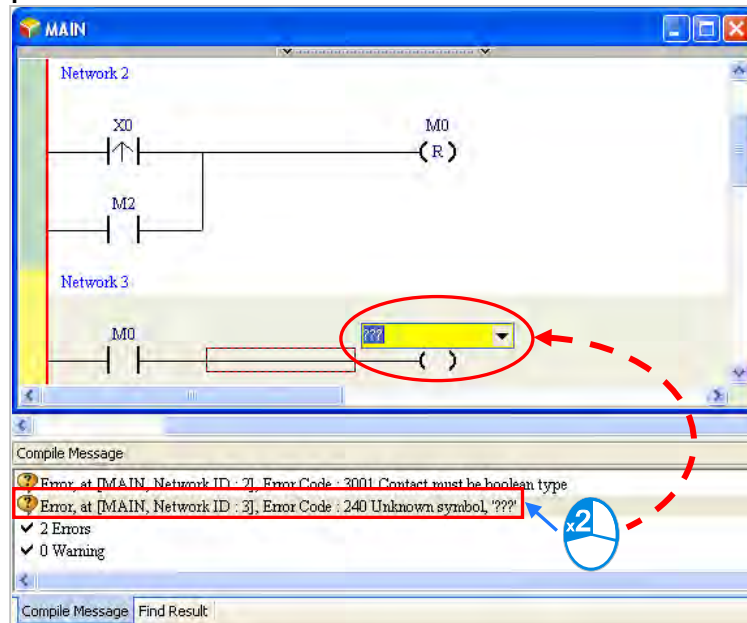 MAIN
Network 2
X0 M0
( R )
M2
Network 3
M0 ???
( )
Compile Message
Error, at [MAIN, Network ID : 2], Error Code : 3001 Contact must be boolean type
Error, at [MAIN, Network ID : 3], Error Code : 240 Unknown symbol, '???'
x2
2 Errors
0 Warning
Compile Message Find Result